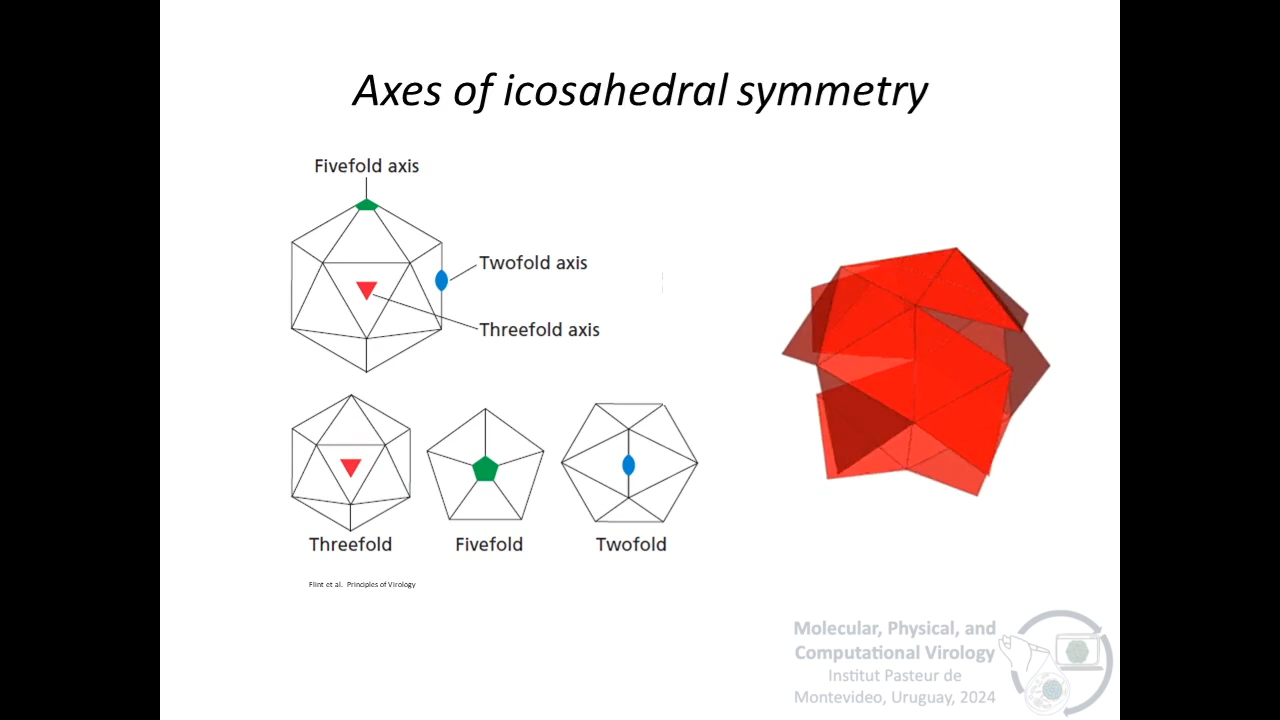 Axes of icosahedral symmetry
Fivefold axis
Twofold axis
Threefold axis
Threefold
Fivefold
Twofold
Flint et al. Principles of Virology
Molecular, Physical, and
Computational Virology
Institut Pasteur de
Montevideo, Uruguay, 2024